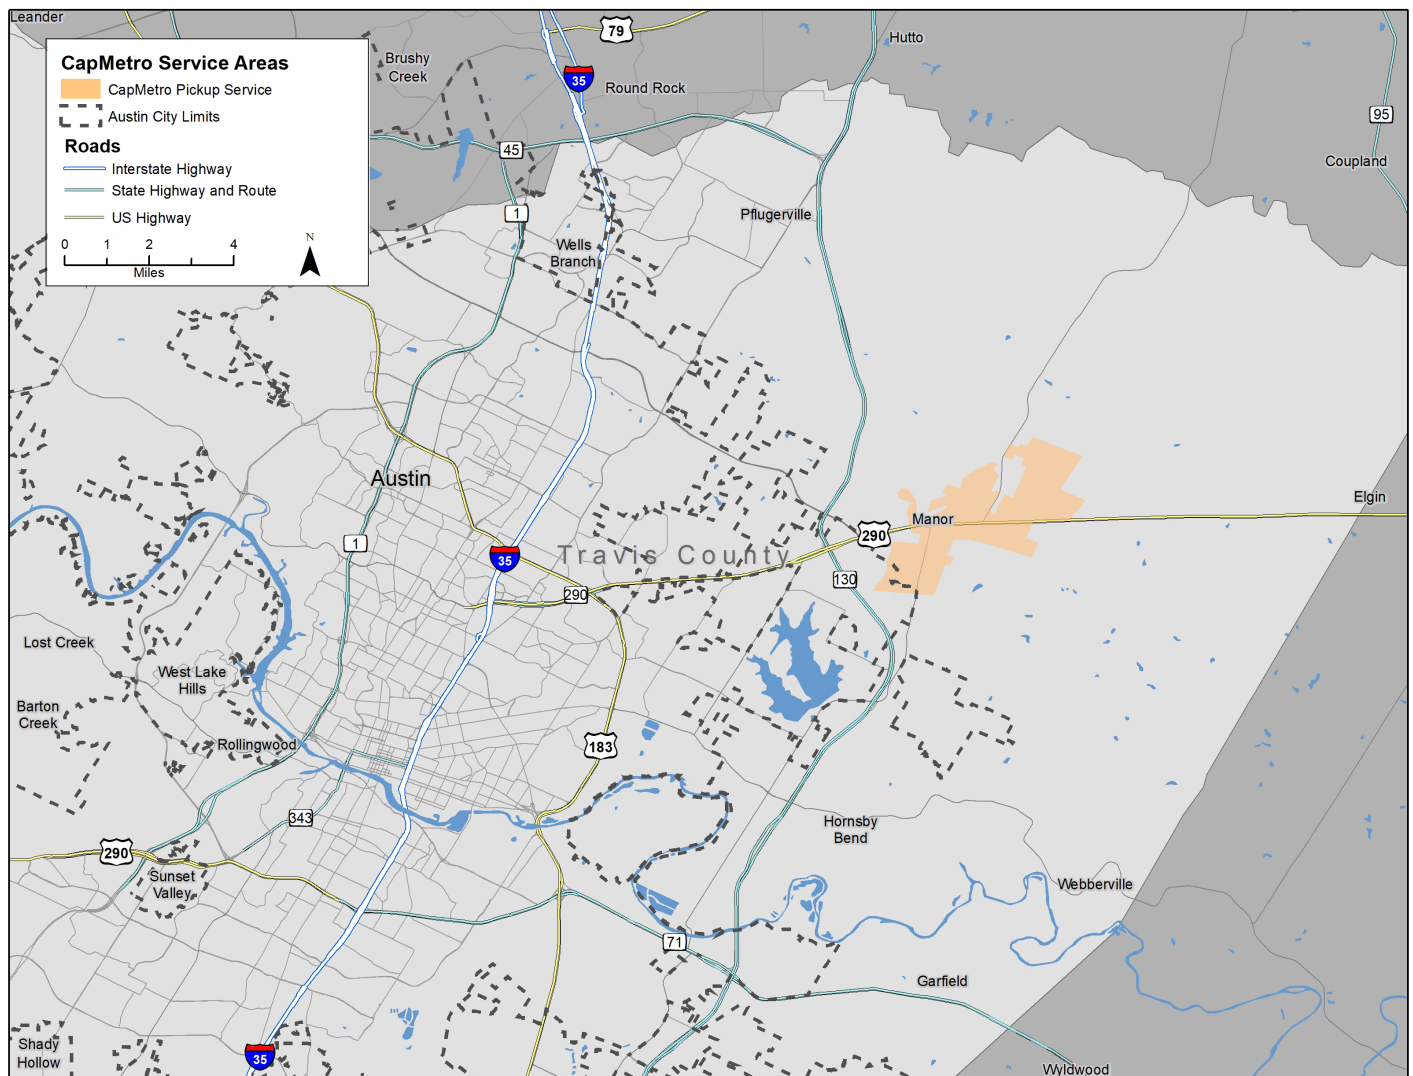 Leander
79
Hutto
CapMetro Service Areas
CapMetro Pickup Service
Austin City Limits
Roads
Interstate Highway
State Highway and Route
US Highway
0 1 2 4
Miles
N
Brushy
Creek
35
Round Rock
95
45
Coupland
1
Pflugerville
Wells
Branch
Austin
Elgin
Manor
290
1
35
Travis County
130
290
Lost Creek
West Lake
Hills
Barton
Creek
Rollingwood
183
343
Hornsby
Bend
290
Sunset
Valley
Webberville
71
Garfield
Shady
Hollow
35
Wyldwood